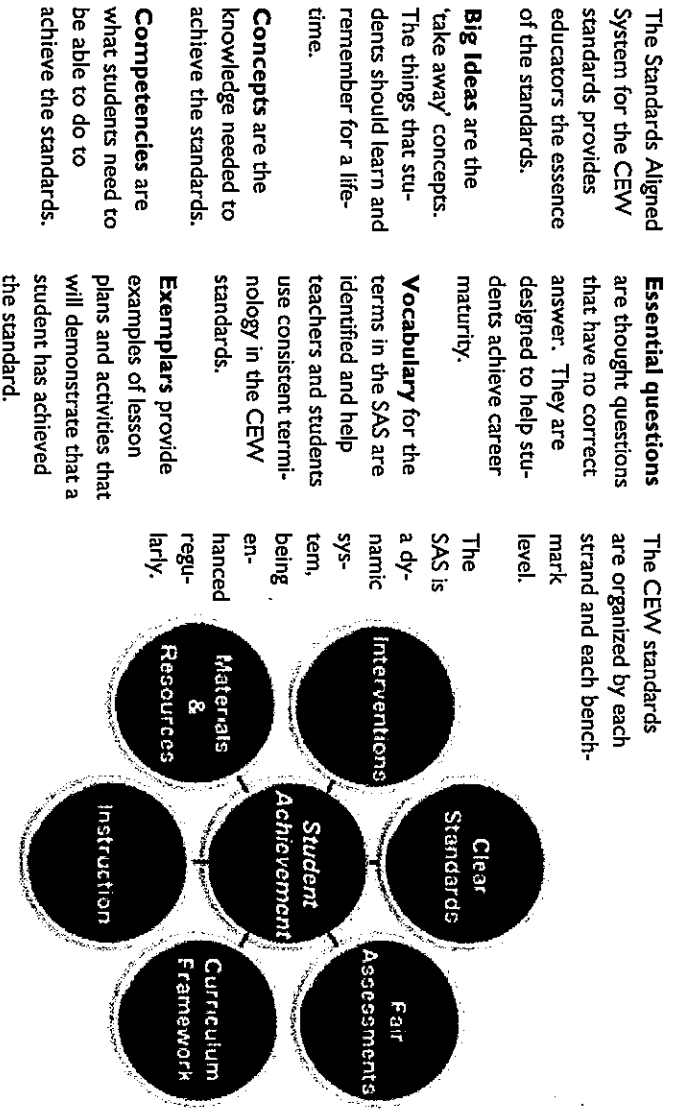 The Standards Aligned
System for the CEW
standards provides
educators the essence
of the standards.
Big Ideas are the
'take away' concepts.
The things that stu-
dents should learn and
remember for a life-
time.
Concepts are the
knowledge needed to
achieve the standards.
Competencies are
what students need to
be able to do to
achieve the standards.
Essential questions
are thought questions
that have no correct
answer. They are
designed to help stu-
dents achieve career
maturity.
Vocabulary for the
terms in the SAS are
identified and help
teachers and students
use consistent termi-
nology in the CEW
standards.
Exemplars provide
examples of lesson
plans and activities that
will demonstrate that a
student has achieved
the standard.
The CEW standards
are organized by each
strand and each bench-
mark
level.
The
SAS is
a dy-
namic
sys-
tem,
being
en-
hanced
regu-
larly.
Clear
Standards
Fair
Assessments
Curriculum
Framework
Instruction
Materials
&
Resources
Interventions
Student
Achievement